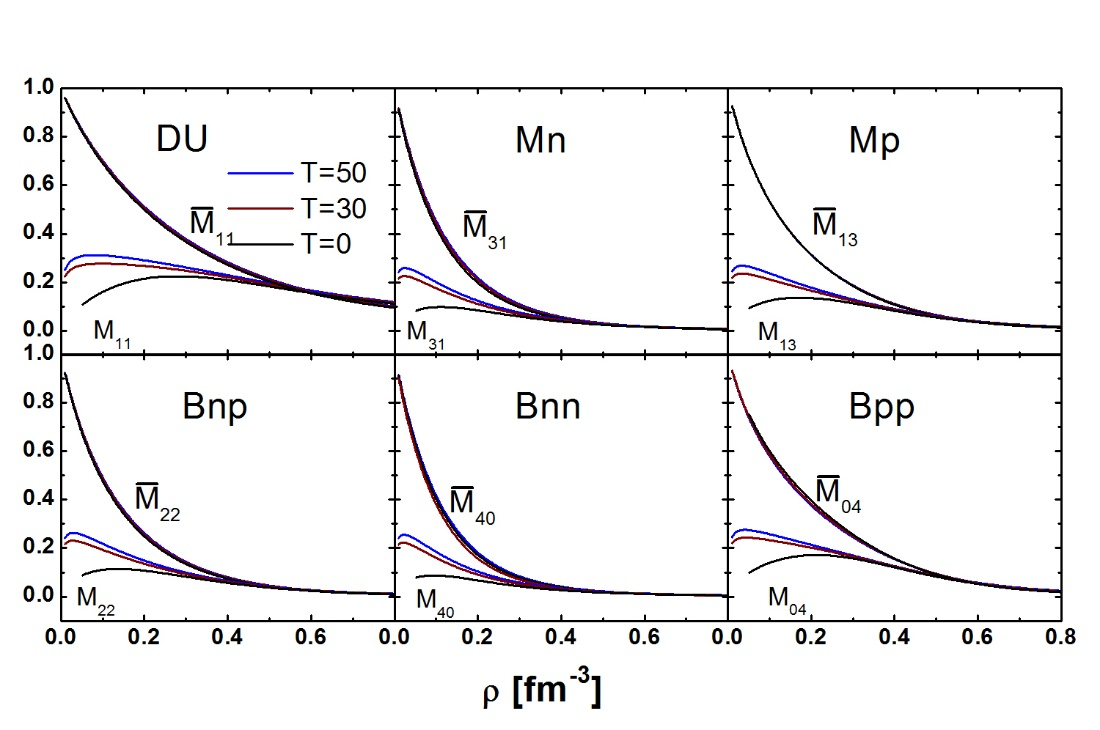 1.0
DU
Mn
Mp
0.8
T=50
0.6
T=30
M̅11
M̅31
M̅13
0.4
T=0
0.2
0.0
M11
M31
M13
1.0
Bnp
Bnn
Bpp
0.8
0.6
M̅22
M̅40
M̅04
0.4
0.2
0.0
M22
M40
M04
0.0 0.2 0.4 0.6 0.0 0.2 0.4 0.6 0.0 0.2 0.4 0.6 0.8
ρ [fm-3]